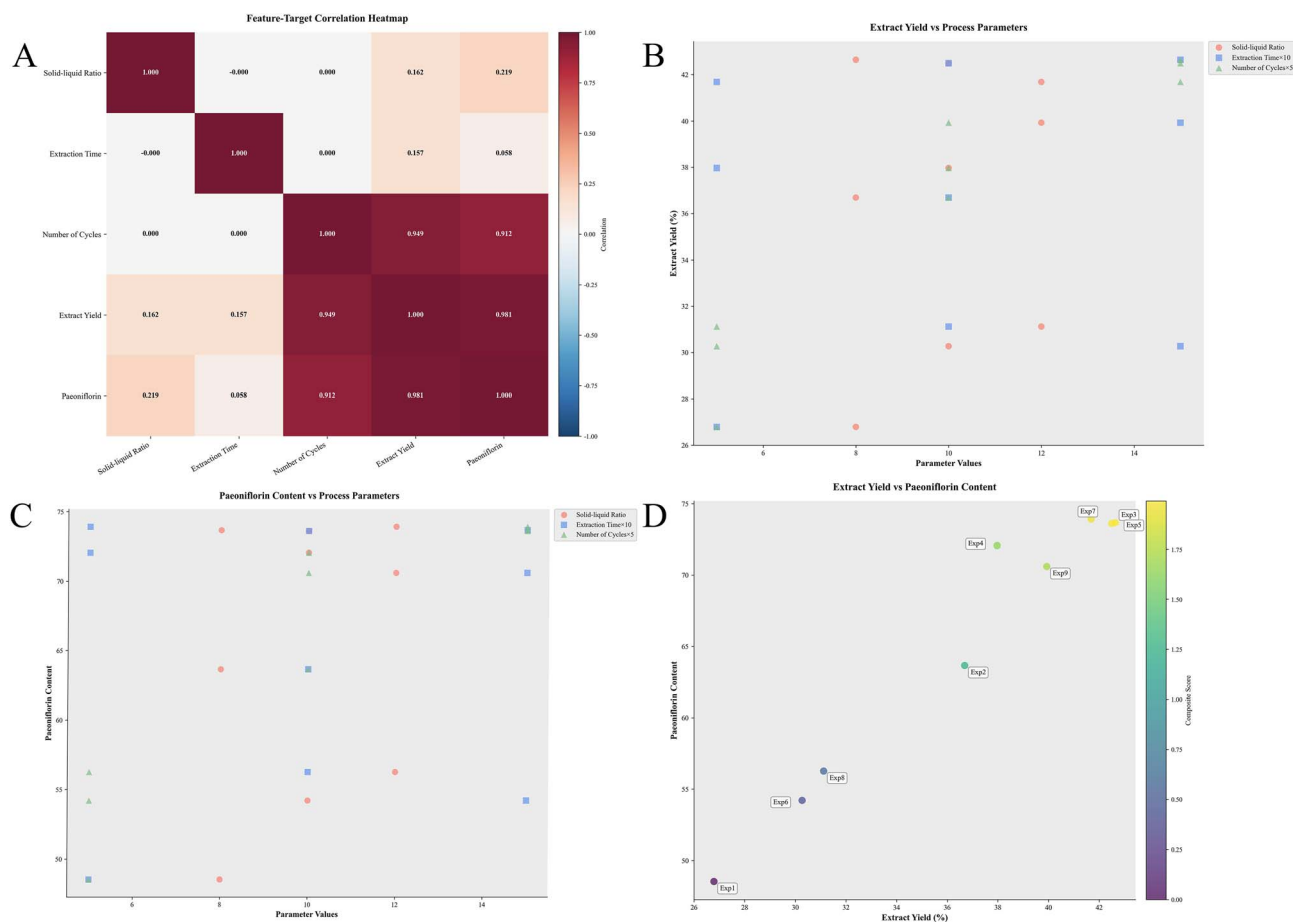 A
Feature-Target Correlation Heatmap
Solid-liquid Ratio
1.000 -0.000 0.000 0.162 0.219
Extraction Time
-0.000 1.000 0.000 0.157 0.058
Number of Cycles
0.000 0.000 1.000 0.949 0.912
Extract Yield
0.162 0.157 0.949 1.000 0.981
Paeoniflorin
0.219 0.058 0.912 0.981 1.000
Solid-liquid Ratio Extraction Time Number of Cycles Extract Yield Paeoniflorin
1.00
0.75
0.50
0.25
0.00
-0.25
-0.50
-0.75
-1.00
Correlation
B
Extract Yield vs Process Parameters
Solid-liquid Ratio
Extraction Time×10
Number of Cycles×5
Extract Yield (%)
42
40
38
36
34
32
30
28
26
6 8 10 12 14
Parameter Values
C
Paeoniflorin Content vs Process Parameters
Solid-liquid Ratio
Extraction Time×10
Number of Cycles×5
Paeoniflorin Content
75
70
65
60
55
50
6 8 10 12 14
Parameter Values
D
Extract Yield vs Paeoniflorin Content
Paeoniflorin Content
75
70
65
60
55
50
Exp7
Exp3
Exp5
Exp4
Exp9
Exp2
Exp8
Exp6
Exp1
26 28 30 32 34 36 38 40 42
Extract Yield (%)
1.75
1.50
1.25
1.00
0.75
0.50
0.25
0.00
Composite Score